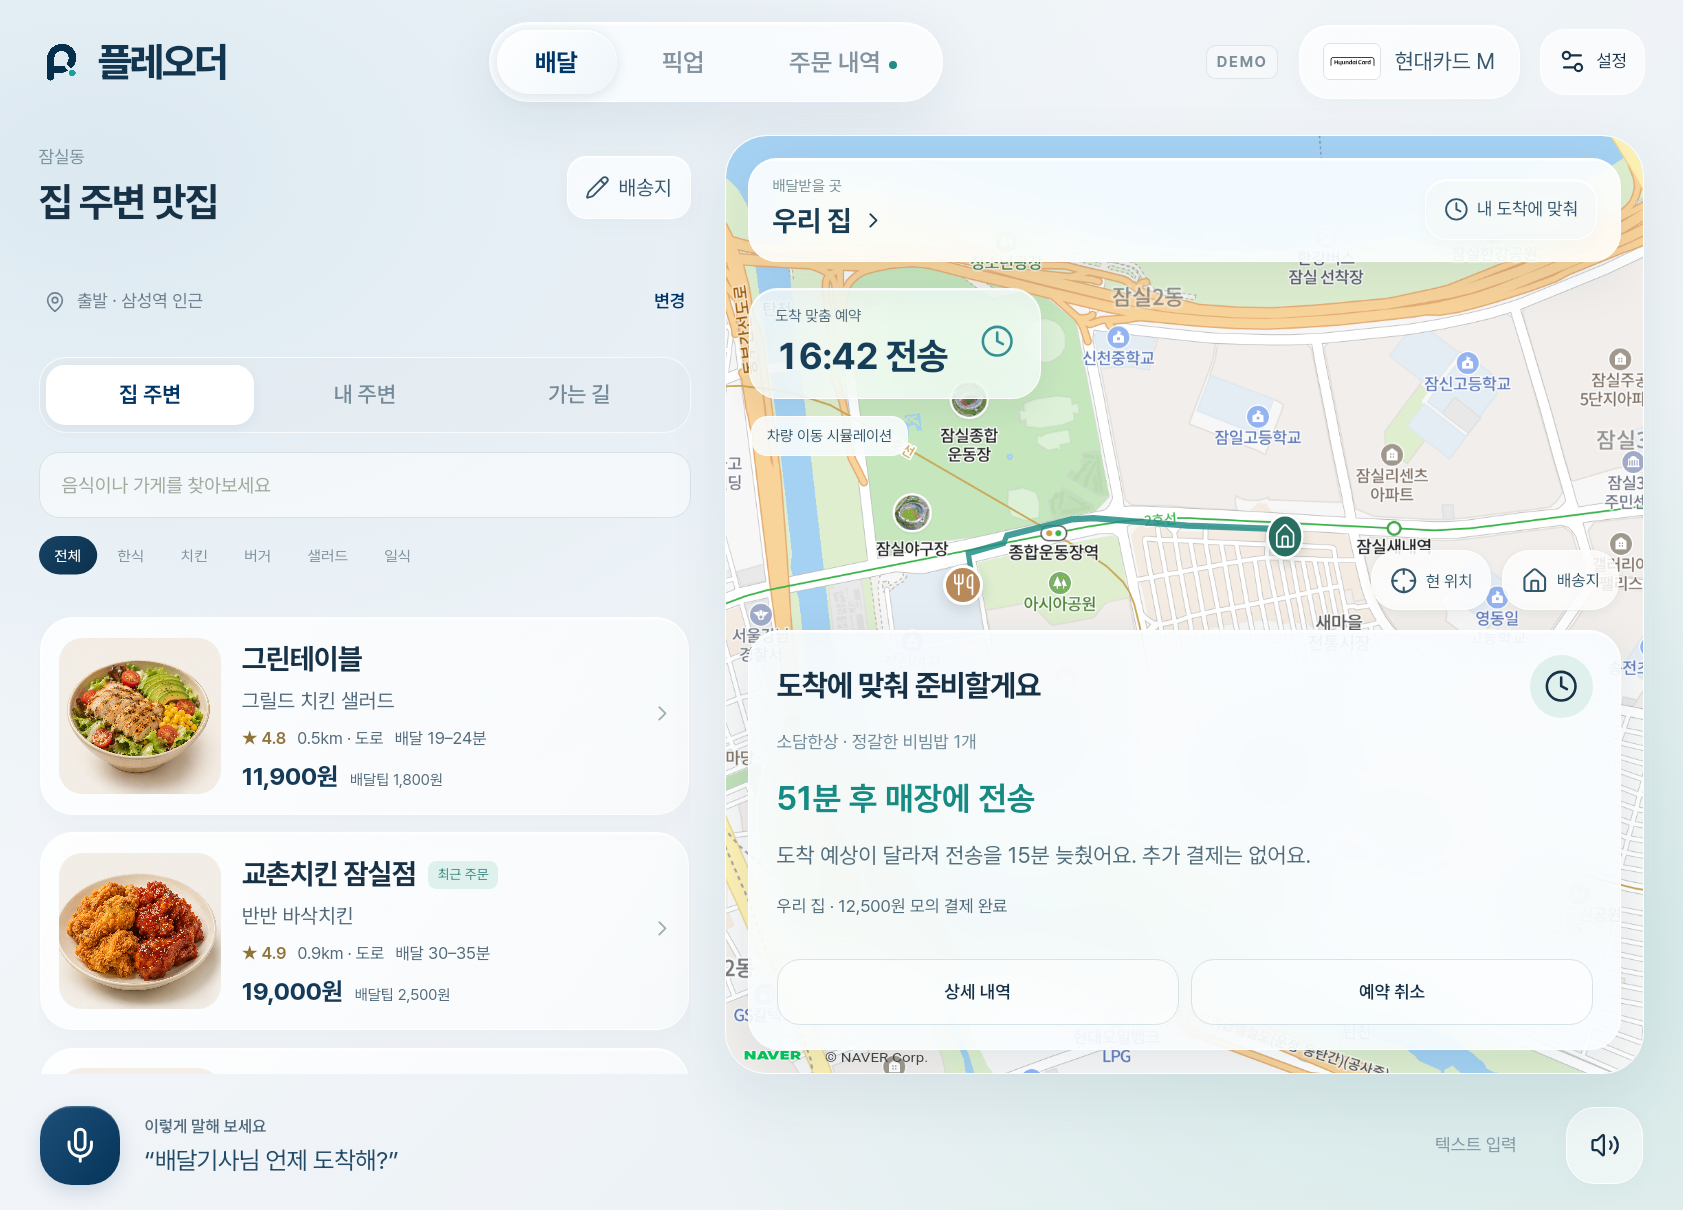 플레오더
배달
픽업
주문 내역
DEMO
HyundaiCard
현대카드 M
설정
잠실동
집 주변 맛집
배송지
출발 · 삼성역 인근
변경
집 주변
내 주변
가는 길
음식이나 가게를 찾아보세요
전체
한식
치킨
버거
샐러드
일식
그린테이블
그릴드 치킨 샐러드
★ 4.8 0.5km · 도로 배달 19–24분
11,900원 배달팁 1,800원
교촌치킨 잠실점 최근 주문
반반 바삭치킨
★ 4.9 0.9km · 도로 배달 30–35분
19,000원 배달팁 2,500원
배달받을 곳
우리 집
내 도착에 맞춰
도착 맞춤 예약
16:42 전송
차량 이동 시뮬레이션
잠실2동
잠실 선착장
신천중학교
잠신고등학교
잠실종합
운동장
잠일고등학교
잠실리센츠
아파트
5단지아파
잠실야구장
2호선
종합운동장역
잠실새내역
아시아공원
새마을
전통시장
영동일
현 위치
배송지
도착에 맞춰 준비할게요
소담한상 · 정갈한 비빔밥 1개
51분 후 매장에 전송
도착 예상이 달라져 전송을 15분 늦췄어요. 추가 결제는 없어요.
우리 집 · 12,500원 모의 결제 완료
상세 내역
예약 취소
LPG
NAVER
© NAVER Corp.
이렇게 말해 보세요
“배달기사님 언제 도착해?”
텍스트 입력